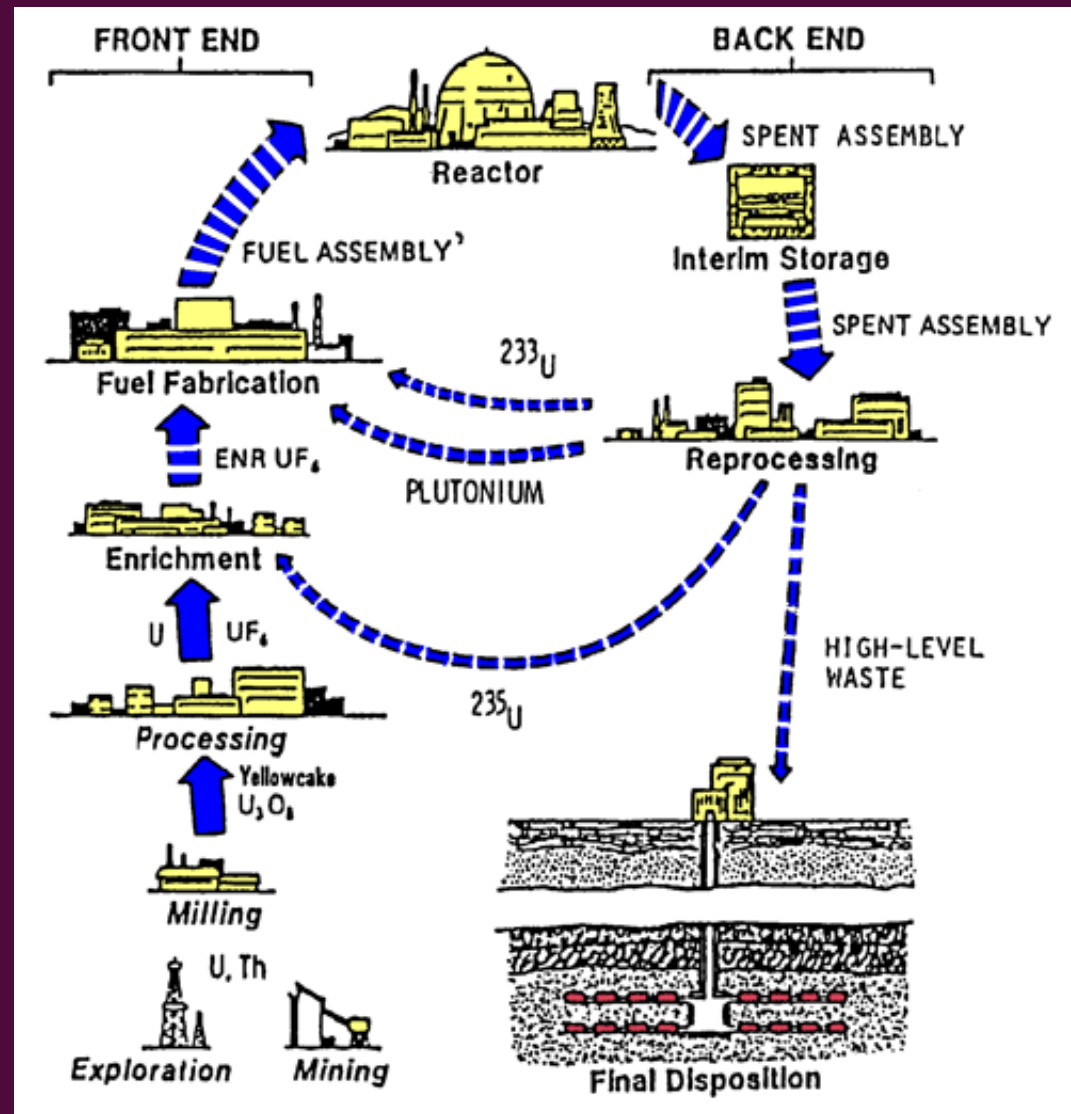 FRONT END
BACK END
Reactor
SPENT ASSEMBLY
Interim Storage
FUEL ASSEMBLY’
SPENT ASSEMBLY
Fuel Fabrication
²³³U
Reprocessing
PLUTONIUM
ENR UF₆
Enrichment
U UF₆
HIGH-LEVEL
WASTE
²³⁵U
Processing
Yellowcake
U₃O₈
Milling
U, Th
Exploration
Mining
Final Disposition